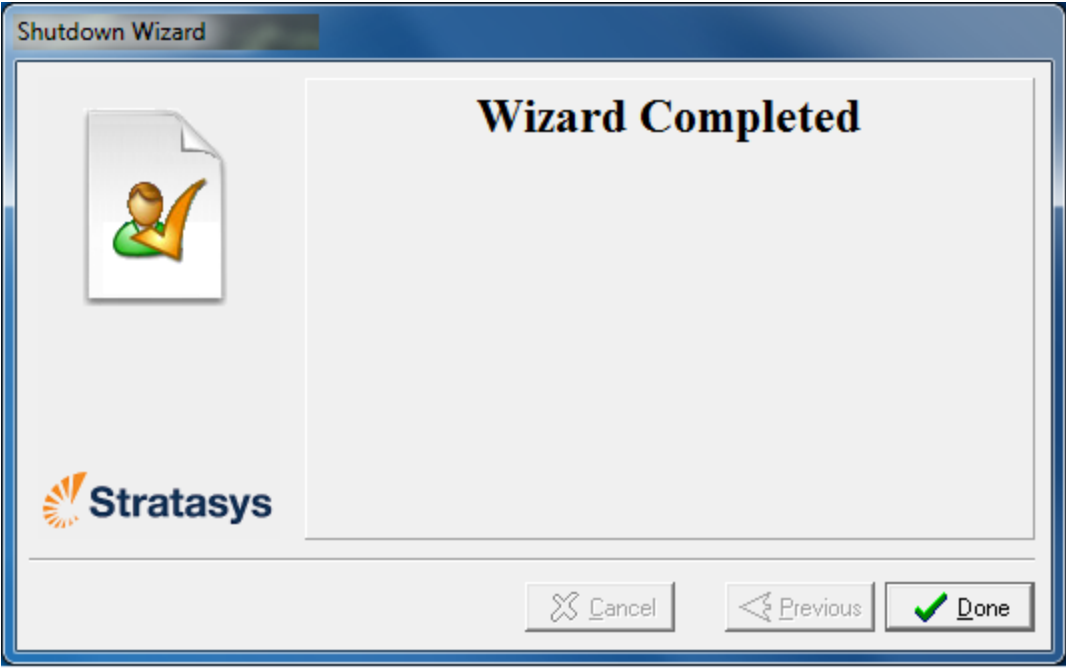 Shutdown Wizard
Wizard Completed
Stratasys
Cancel
Previous
Done